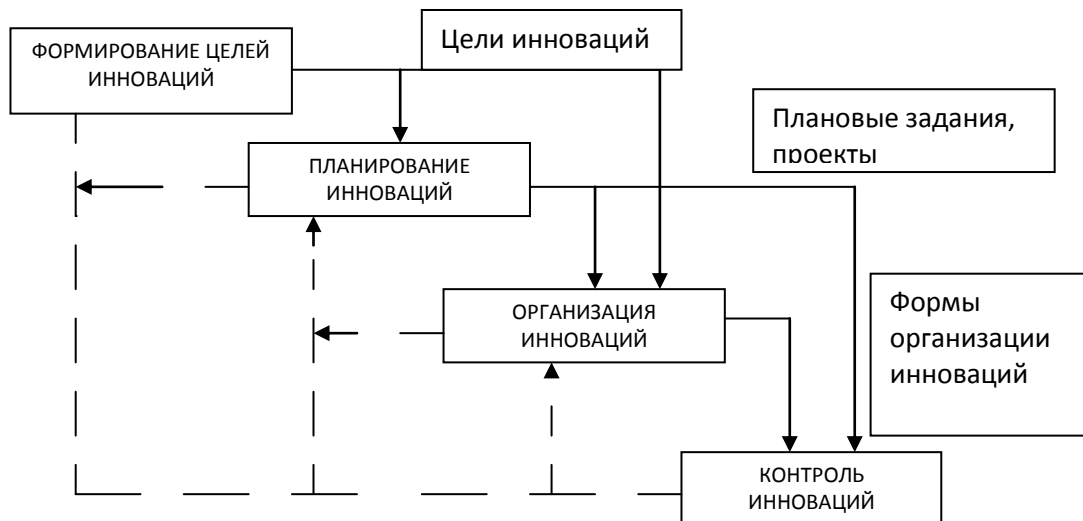 ФОРМИРОВАНИЕ ЦЕЛЕЙ
ИННОВАЦИЙ
Цели инноваций
Плановые задания,
проекты
ПЛАНИРОВАНИЕ
ИННОВАЦИЙ
Формы
организации
инноваций
ОРГАНИЗАЦИЯ
ИННОВАЦИЙ
КОНТРОЛЬ
ИННОВАЦИЙ